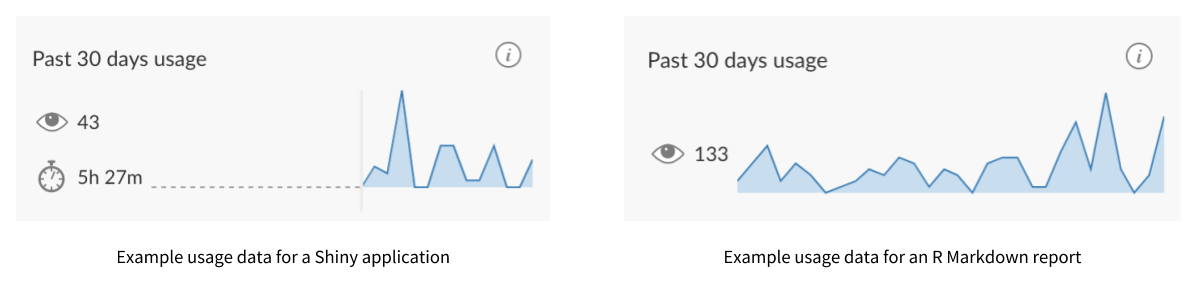 Past 30 days usage
i
43
5h 27m
Example usage data for a Shiny application
Past 30 days usage
i
133
Example usage data for an R Markdown report